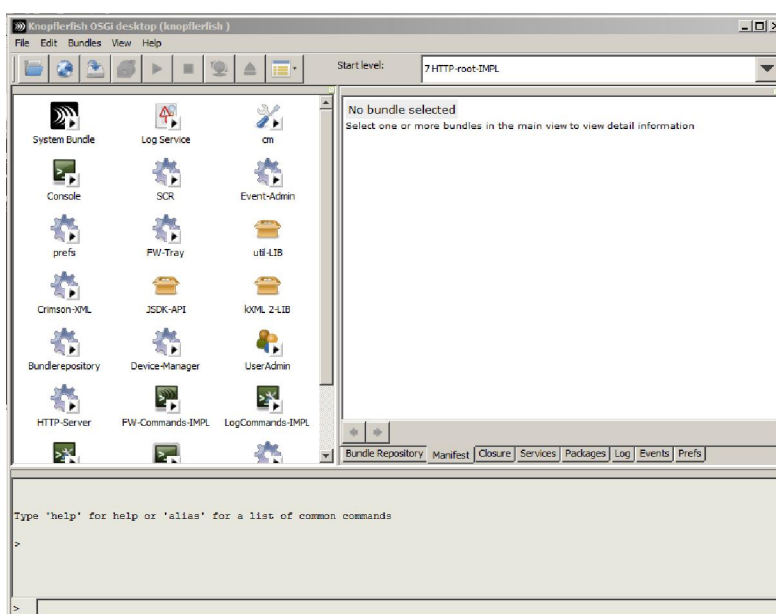 Knopflerfish OSGi desktop (knopflerfish )
File Edit Bundles View Help
Start level: 7 HTTP-root-IMPL
No bundle selected
Select one or more bundles in the main view to view detail information
System Bundle Log Service cm
Console SCR Event-Admin
prefs FW-Tray util-LIB
Crimson-XML JSDK-API kXML 2-LIB
Bundlerepository Device-Manager UserAdmin
HTTP-Server FW-Commands-IMPL LogCommands-IMPL
Bundle Repository Manifest Closure Services Packages Log Events Prefs
Type 'help' for help or 'alias' for a list of common commands
>
>